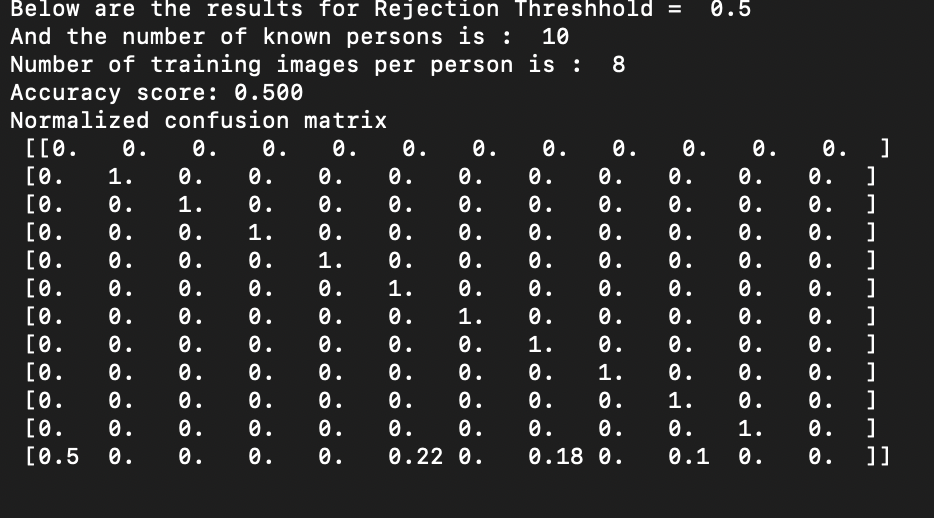 Below are the results for Rejection Threshhold =  0.5
And the number of known persons is :  10
Number of training images per person is :  8
Accuracy score: 0.500
Normalized confusion matrix
 [[0.   0.   0.   0.   0.   0.   0.   0.   0.   0.   0.   0.  ]
 [0.   1.   0.   0.   0.   0.   0.   0.   0.   0.   0.   0.  ]
 [0.   0.   1.   0.   0.   0.   0.   0.   0.   0.   0.   0.  ]
 [0.   0.   0.   1.   0.   0.   0.   0.   0.   0.   0.   0.  ]
 [0.   0.   0.   0.   1.   0.   0.   0.   0.   0.   0.   0.  ]
 [0.   0.   0.   0.   0.   1.   0.   0.   0.   0.   0.   0.  ]
 [0.   0.   0.   0.   0.   0.   1.   0.   0.   0.   0.   0.  ]
 [0.   0.   0.   0.   0.   0.   0.   1.   0.   0.   0.   0.  ]
 [0.   0.   0.   0.   0.   0.   0.   0.   1.   0.   0.   0.  ]
 [0.   0.   0.   0.   0.   0.   0.   0.   0.   1.   0.   0.  ]
 [0.   0.   0.   0.   0.   0.   0.   0.   0.   0.   1.   0.  ]
 [0.5  0.   0.   0.   0.   0.22 0.   0.18 0.   0.1  0.   0.  ]]